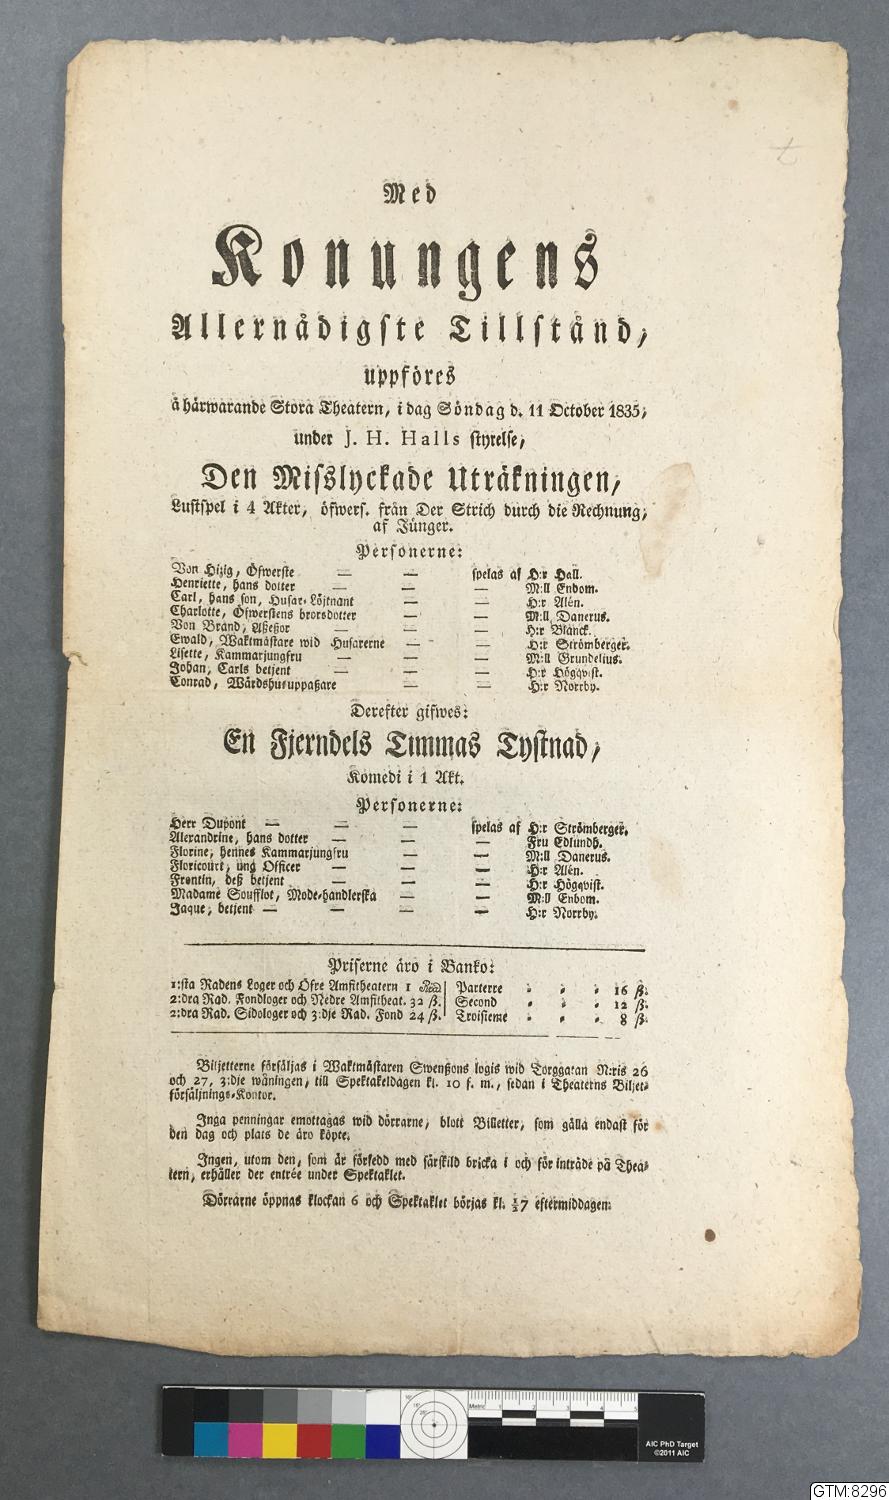 Med
Konungens
Allernådigste Tillstånd,
uppföres
å härwarande Stora Theatern, i dag Söndag d. 11 October 1835,
under J. H. Halls styrelse,
Den Misslyckade Uträkningen,
Lustspel i 4 Akter, öfwers. från Der Strich durch die Rechnung,
af Jünger.
Personerne:
Von Hizig, Öfwerste — — spelas af H:r Hall.
Henriette, hans dotter — — — M:ll Enbom.
Carl, hans son, Husar-Löjtnant — — H:r Alén.
Charlotte, Öfwerstens brorsdotter — — M:ll Danerus.
Von Brand, Aßeßor — — — H:r Blanck.
Ewald, Waktmästare wid Husarerne — — H:r Strömberger.
Lisette, Kammarjungfru — — — M:ll Grundelius.
Johan, Carls betjent — — — H:r Högqvist.
Conrad, Wärdshusuppaßare — — H:r Norrby.
Derefter gifwes:
En Fjerndels Timmas Tystnad,
Komedi i 1 Akt.
Personerne:
Herr Dupont — — — spelas af H:r Strömberger.
Alexandrine, hans dotter — — — Fru Edlundh.
Florine, hennes Kammarjungfru — — M:ll Danerus.
Floricourt, ung Officer — — — H:r Alén.
Frontin, deß betjent — — — H:r Högqvist.
Madame Soufflot, Mode-handlerska — — M:ll Enbom.
Jaque, betjent — — — — H:r Norrby.
Priserne äro i Banko:
1:sta Radens Loger och Öfre Amfitheatern 1 Rdr | Parterre „ „ „ 16 ß.
2:dra Rad. Fondloger och Nedre Amfitheat. 32 ß. | Second „ „ „ 12 ß.
2:dra Rad. Sidologer och 3:dje Rad. Fond 24 ß. | Troisieme „ „ „ 8 ß.
Biljetterne försäljas i Waktmästaren Swenßons logis wid Torggatan N:ris 26
och 27, 3:dje wåningen, till Spektakeldagen kl. 10 f. m., sedan i Theaterns Biljet-
försäljnings-Kontor.
Inga penningar emottagas wid dörrarne, blott Billetter, som gälla endast för
den dag och plats de äro köpte.
Ingen, utom den, som är försedd med särskild bricka i och för inträde på Thea-
tern, erhåller der entrée under Spektaklet.
Dörrarne öppnas klockan 6 och Spektaklet börjas kl. ½7 eftermiddagen.
Metric 1 2 3 4 5
AIC PhD Target
©2011 AIC
GTM:8296